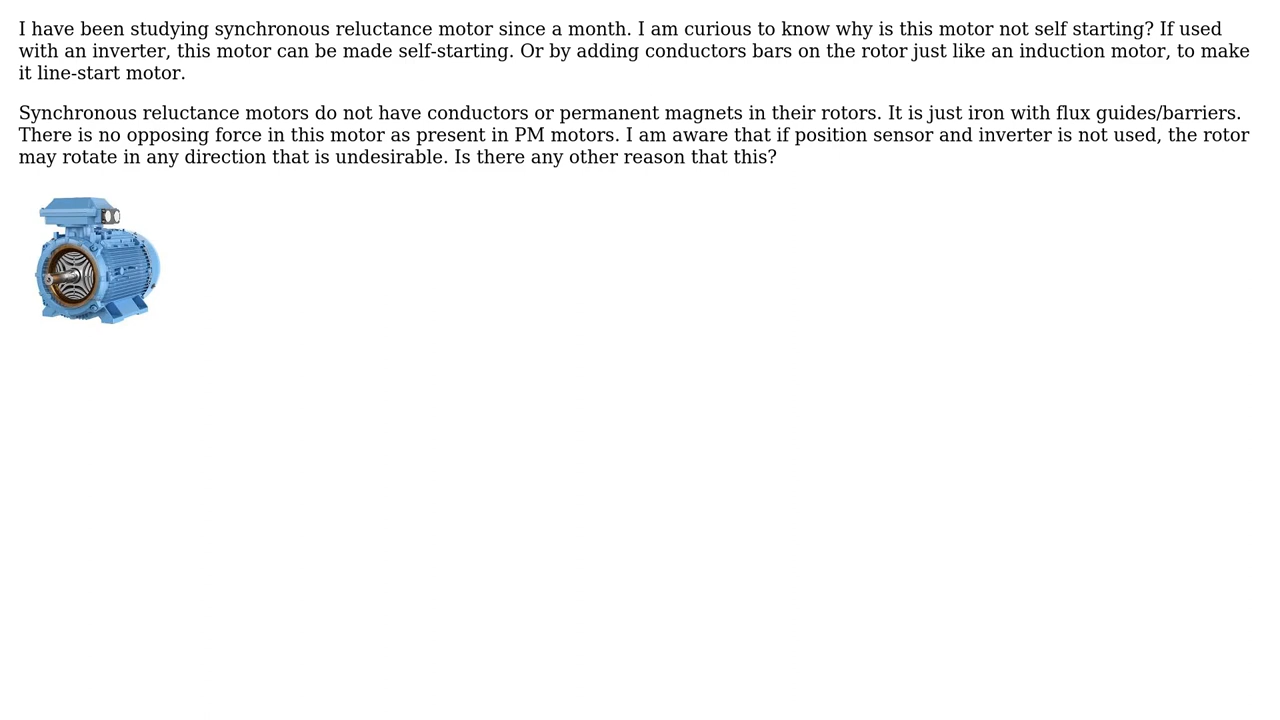 I have been studying synchronous reluctance motor since a month. I am curious to know why is this motor not self starting? If used
with an inverter, this motor can be made self-starting. Or by adding conductors bars on the rotor just like an induction motor, to make
it line-start motor.
Synchronous reluctance motors do not have conductors or permanent magnets in their rotors. It is just iron with flux guides/barriers.
There is no opposing force in this motor as present in PM motors. I am aware that if position sensor and inverter is not used, the rotor
may rotate in any direction that is undesirable. Is there any other reason that this?